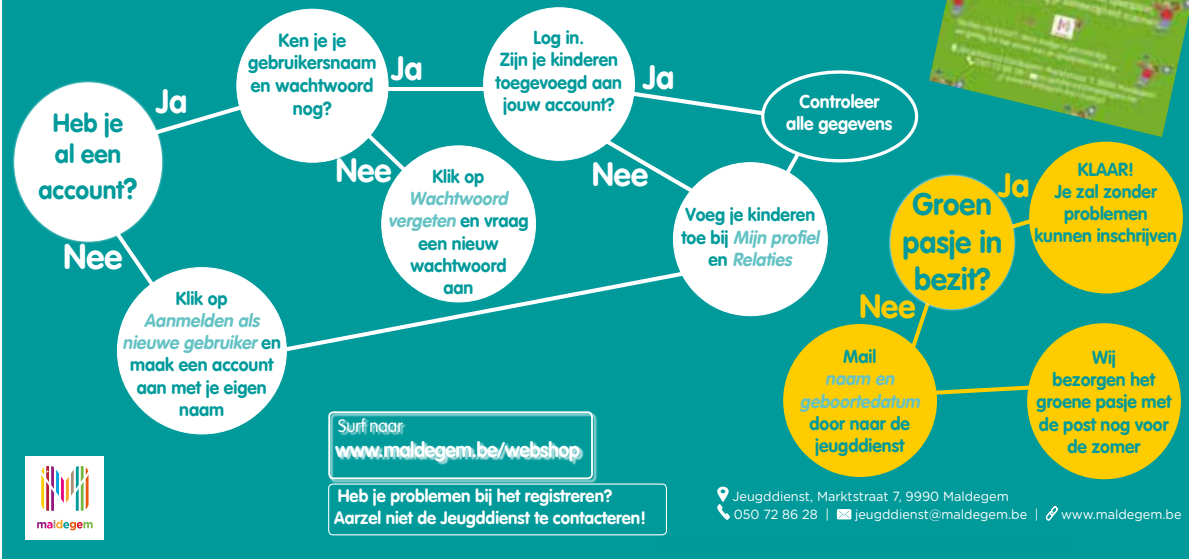 Heb je
al een
account?
Ja
Nee
Ken je je
gebruikersnaam
en wachtwoord
nog?
Ja
Nee
Log in.
Zijn je kinderen
toegevoegd aan
jouw account?
Ja
Nee
Controleer
alle gegevens
Klik op
Wachtwoord
vergeten en vraag
een nieuw
wachtwoord
aan
Voeg je kinderen
toe bij Mijn profiel
en Relaties
Klik op
Aanmelden als
nieuwe gebruiker en
maak een account
aan met je eigen
naam
Groen
pasje in
bezit?
Ja
Nee
KLAAR!
Je zal zonder
problemen
kunnen inschrijven
Mail
naam en
geboortedatum
door naar de
jeugddienst
Wij
bezorgen het
groene pasje met
de post nog voor
de zomer
Surf naar
www.maldegem.be/webshop
Heb je problemen bij het registreren?
Aarzel niet de Jeugddienst te contacteren!
maldegem
Jeugddienst, Marktstraat 7, 9990 Maldegem
050 72 86 28 | jeugddienst@maldegem.be | www.maldegem.be